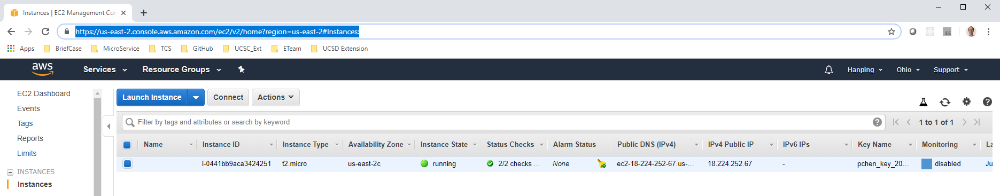 Instances | EC2 Management Con
https://us-east-2.console.aws.amazon.com/ec2/v2/home?region=us-east-2#Instances:
ES
Apps BriefCase MicroService TCS GitHub UCSC_Ext ETeam UCSD Extension
aws Services Resource Groups Hanping Ohio Support
EC2 Dashboard
Events
Tags
Reports
Limits
INSTANCES
Instances
Launch Instance Connect Actions
Filter by tags and attributes or search by keyword 1 to 1 of 1
Name Instance ID Instance Type Availability Zone Instance State Status Checks Alarm Status Public DNS (IPv4) IPv4 Public IP IPv6 IPs Key Name Monitoring La
i-0441bb9aca3424251 t2.micro us-east-2c running 2/2 checks ... None ec2-18-224-252-67.us-... 18.224.252.67 - pchen_key_20... disabled Ju